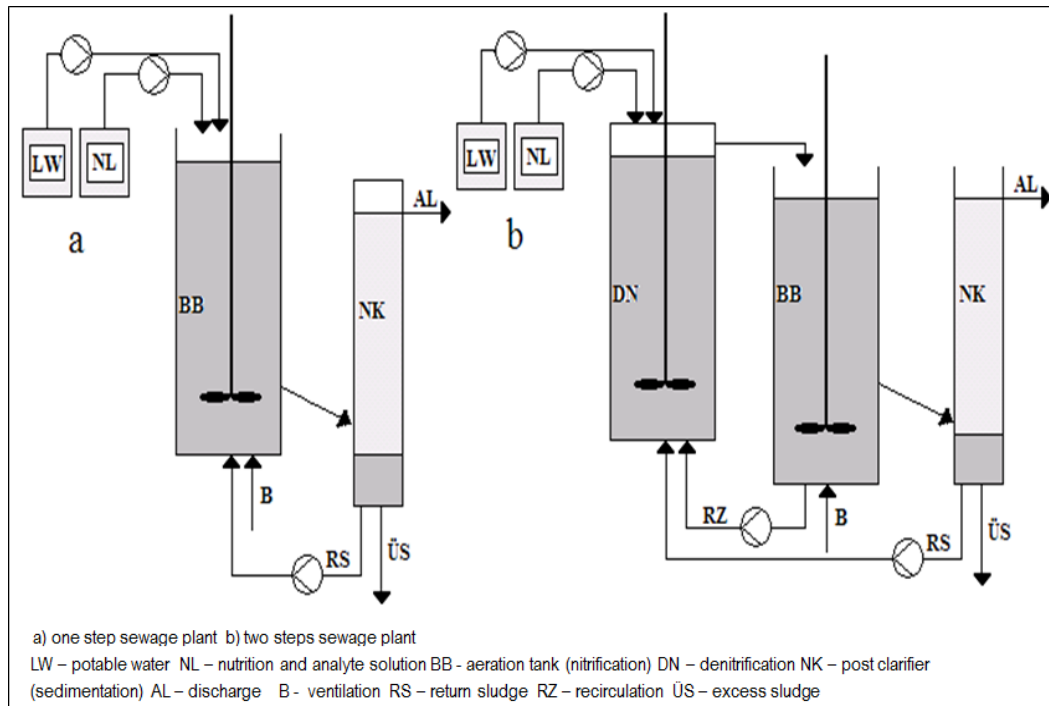 LW
NL
a
BB
NK
AL
B
RS
ÜS
LW
NL
b
DN
BB
NK
AL
RZ
B
RS
ÜS
a) one step sewage plant b) two steps sewage plant
LW – potable water NL – nutrition and analyte solution BB - aeration tank (nitrification) DN – denitrification NK – post clarifier
(sedimentation) AL – discharge B - ventilation RS – return sludge RZ – recirculation ÜS – excess sludge